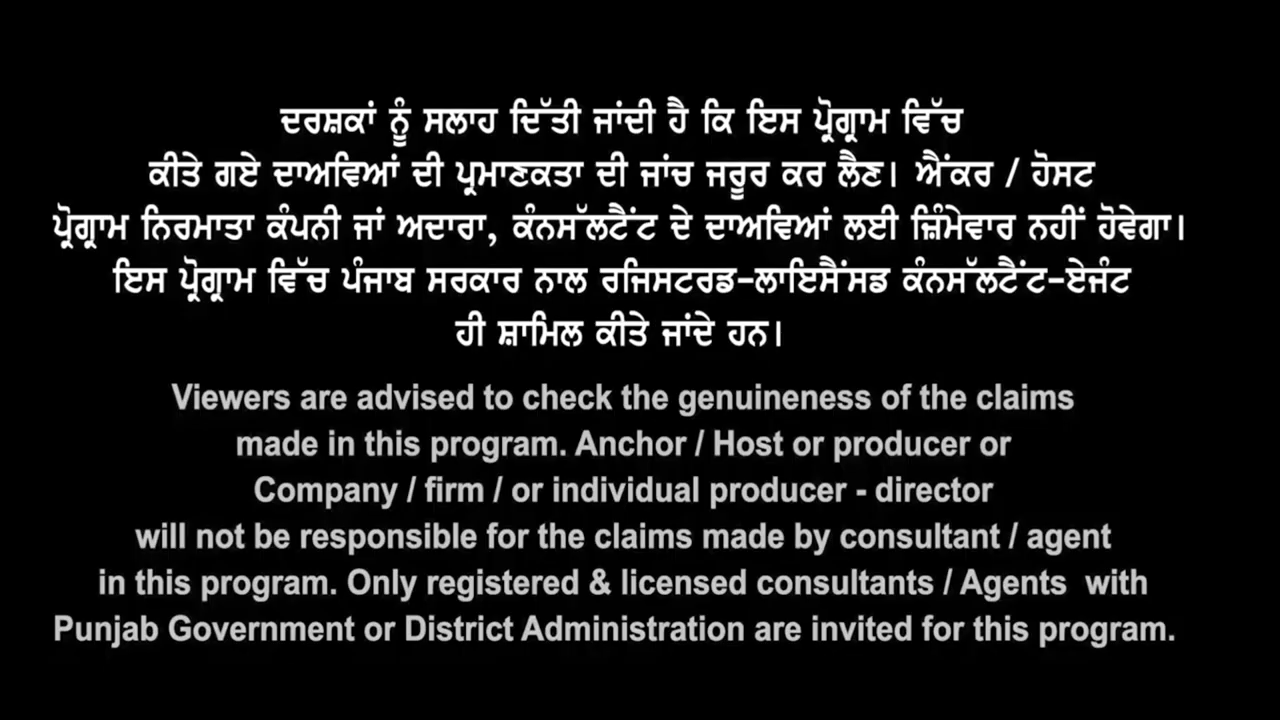 ਦਰਸ਼ਕਾਂ ਨੂੰ ਸਲਾਹ ਦਿੱਤੀ ਜਾਂਦੀ ਹੈ ਕਿ ਇਸ ਪ੍ਰੋਗ੍ਰਾਮ ਵਿੱਚ
ਕੀਤੇ ਗਏ ਦਾਅਵਿਆਂ ਦੀ ਪ੍ਰਮਾਣਕਤਾ ਦੀ ਜਾਂਚ ਜਰੂਰ ਕਰ ਲੈਣ। ਐਂਕਰ / ਹੋਸਟ
ਪ੍ਰੋਗ੍ਰਾਮ ਨਿਰਮਾਤਾ ਕੰਪਨੀ ਜਾਂ ਅਦਾਰਾ, ਕੰਨਸੱਲਟੈਂਟ ਦੇ ਦਾਅਵਿਆਂ ਲਈ ਜ਼ਿੰਮੇਵਾਰ ਨਹੀਂ ਹੋਵੇਗਾ।
ਇਸ ਪ੍ਰੋਗ੍ਰਾਮ ਵਿੱਚ ਪੰਜਾਬ ਸਰਕਾਰ ਨਾਲ ਰਜਿਸਟਰਡ-ਲਾਇਸੈਂਸਡ ਕੰਨਸੱਲਟੈਂਟ-ਏਜੰਟ
ਹੀ ਸ਼ਾਮਿਲ ਕੀਤੇ ਜਾਂਦੇ ਹਨ।
Viewers are advised to check the genuineness of the claims
made in this program. Anchor / Host or producer or
Company / firm / or individual producer - director
will not be responsible for the claims made by consultant / agent
in this program. Only registered & licensed consultants / Agents with
Punjab Government or District Administration are invited for this program.